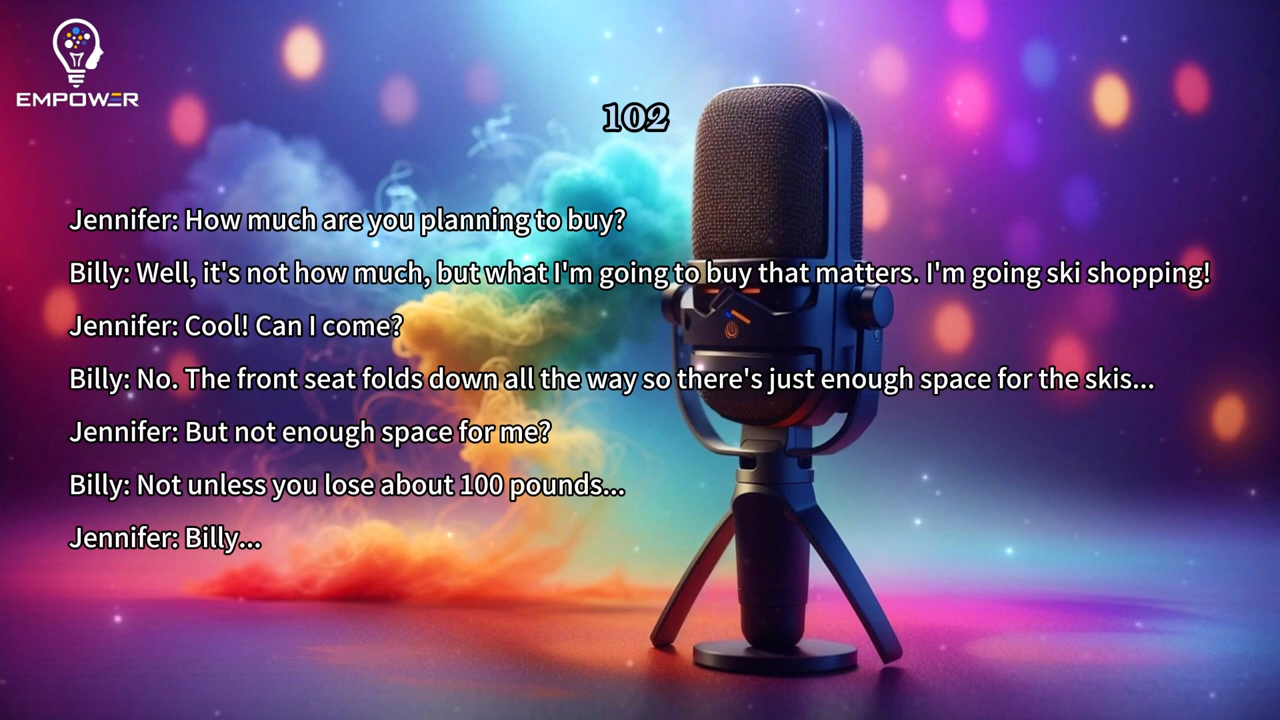 EMPOWER
102
Jennifer: How much are you planning to buy?
Billy: Well, it's not how much, but what I'm going to buy that matters. I'm going ski shopping!
Jennifer: Cool! Can I come?
Billy: No. The front seat folds down all the way so there's just enough space for the skis...
Jennifer: But not enough space for me?
Billy: Not unless you lose about 100 pounds...
Jennifer: Billy...